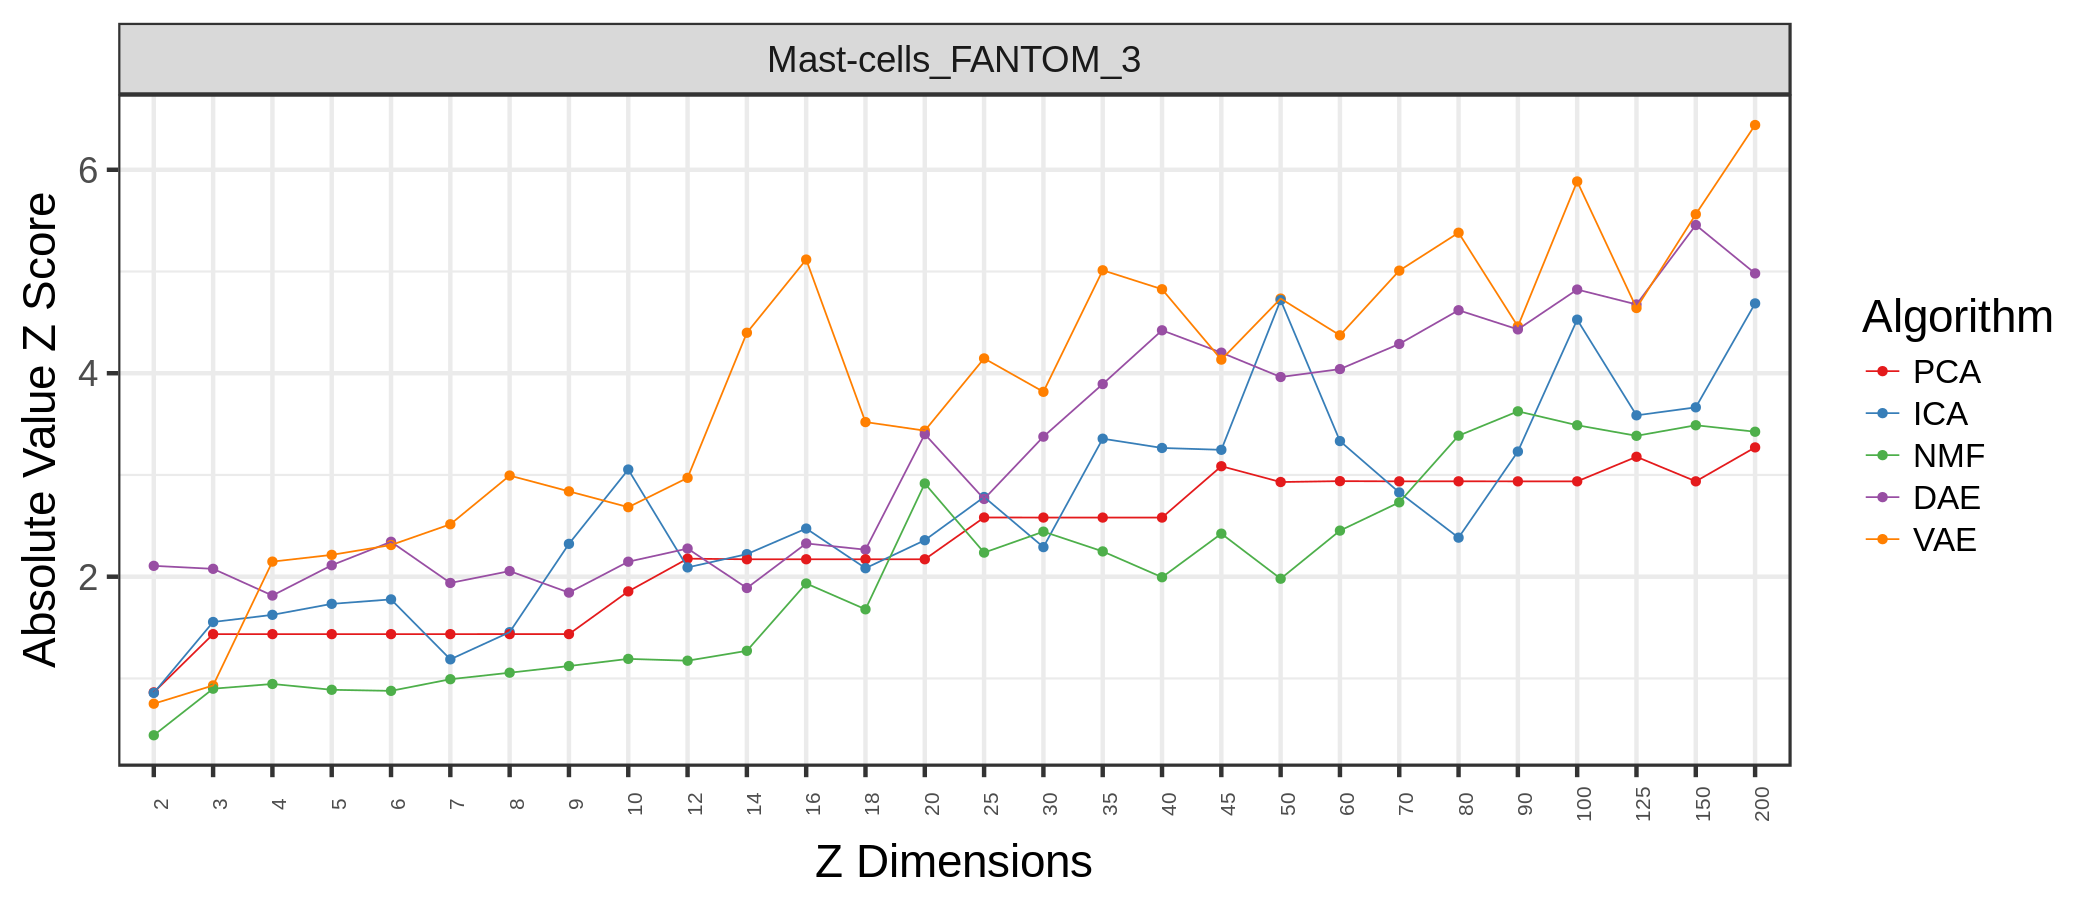 Mast-cells_FANTOM_3
Absolute Value Z Score
6
4
2
2 3 4 5 6 7 8 9 10 12 14 16 18 20 25 30 35 40 45 50 60 70 80 90 100 125 150 200
Z Dimensions
Algorithm
PCA
ICA
NMF
DAE
VAE